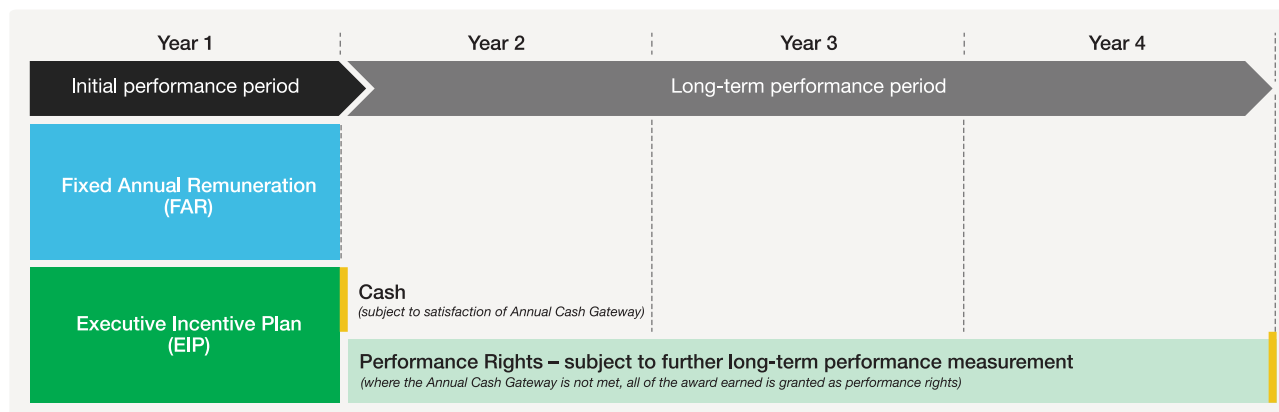 Year 1
Year 2
Year 3
Year 4
Initial performance period
Long-term performance period
Fixed Annual Remuneration
(FAR)
Executive Incentive Plan
(EIP)
Cash
(subject to satisfaction of Annual Cash Gateway)
Performance Rights – subject to further long-term performance measurement
(where the Annual Cash Gateway is not met, all of the award earned is granted as performance rights)